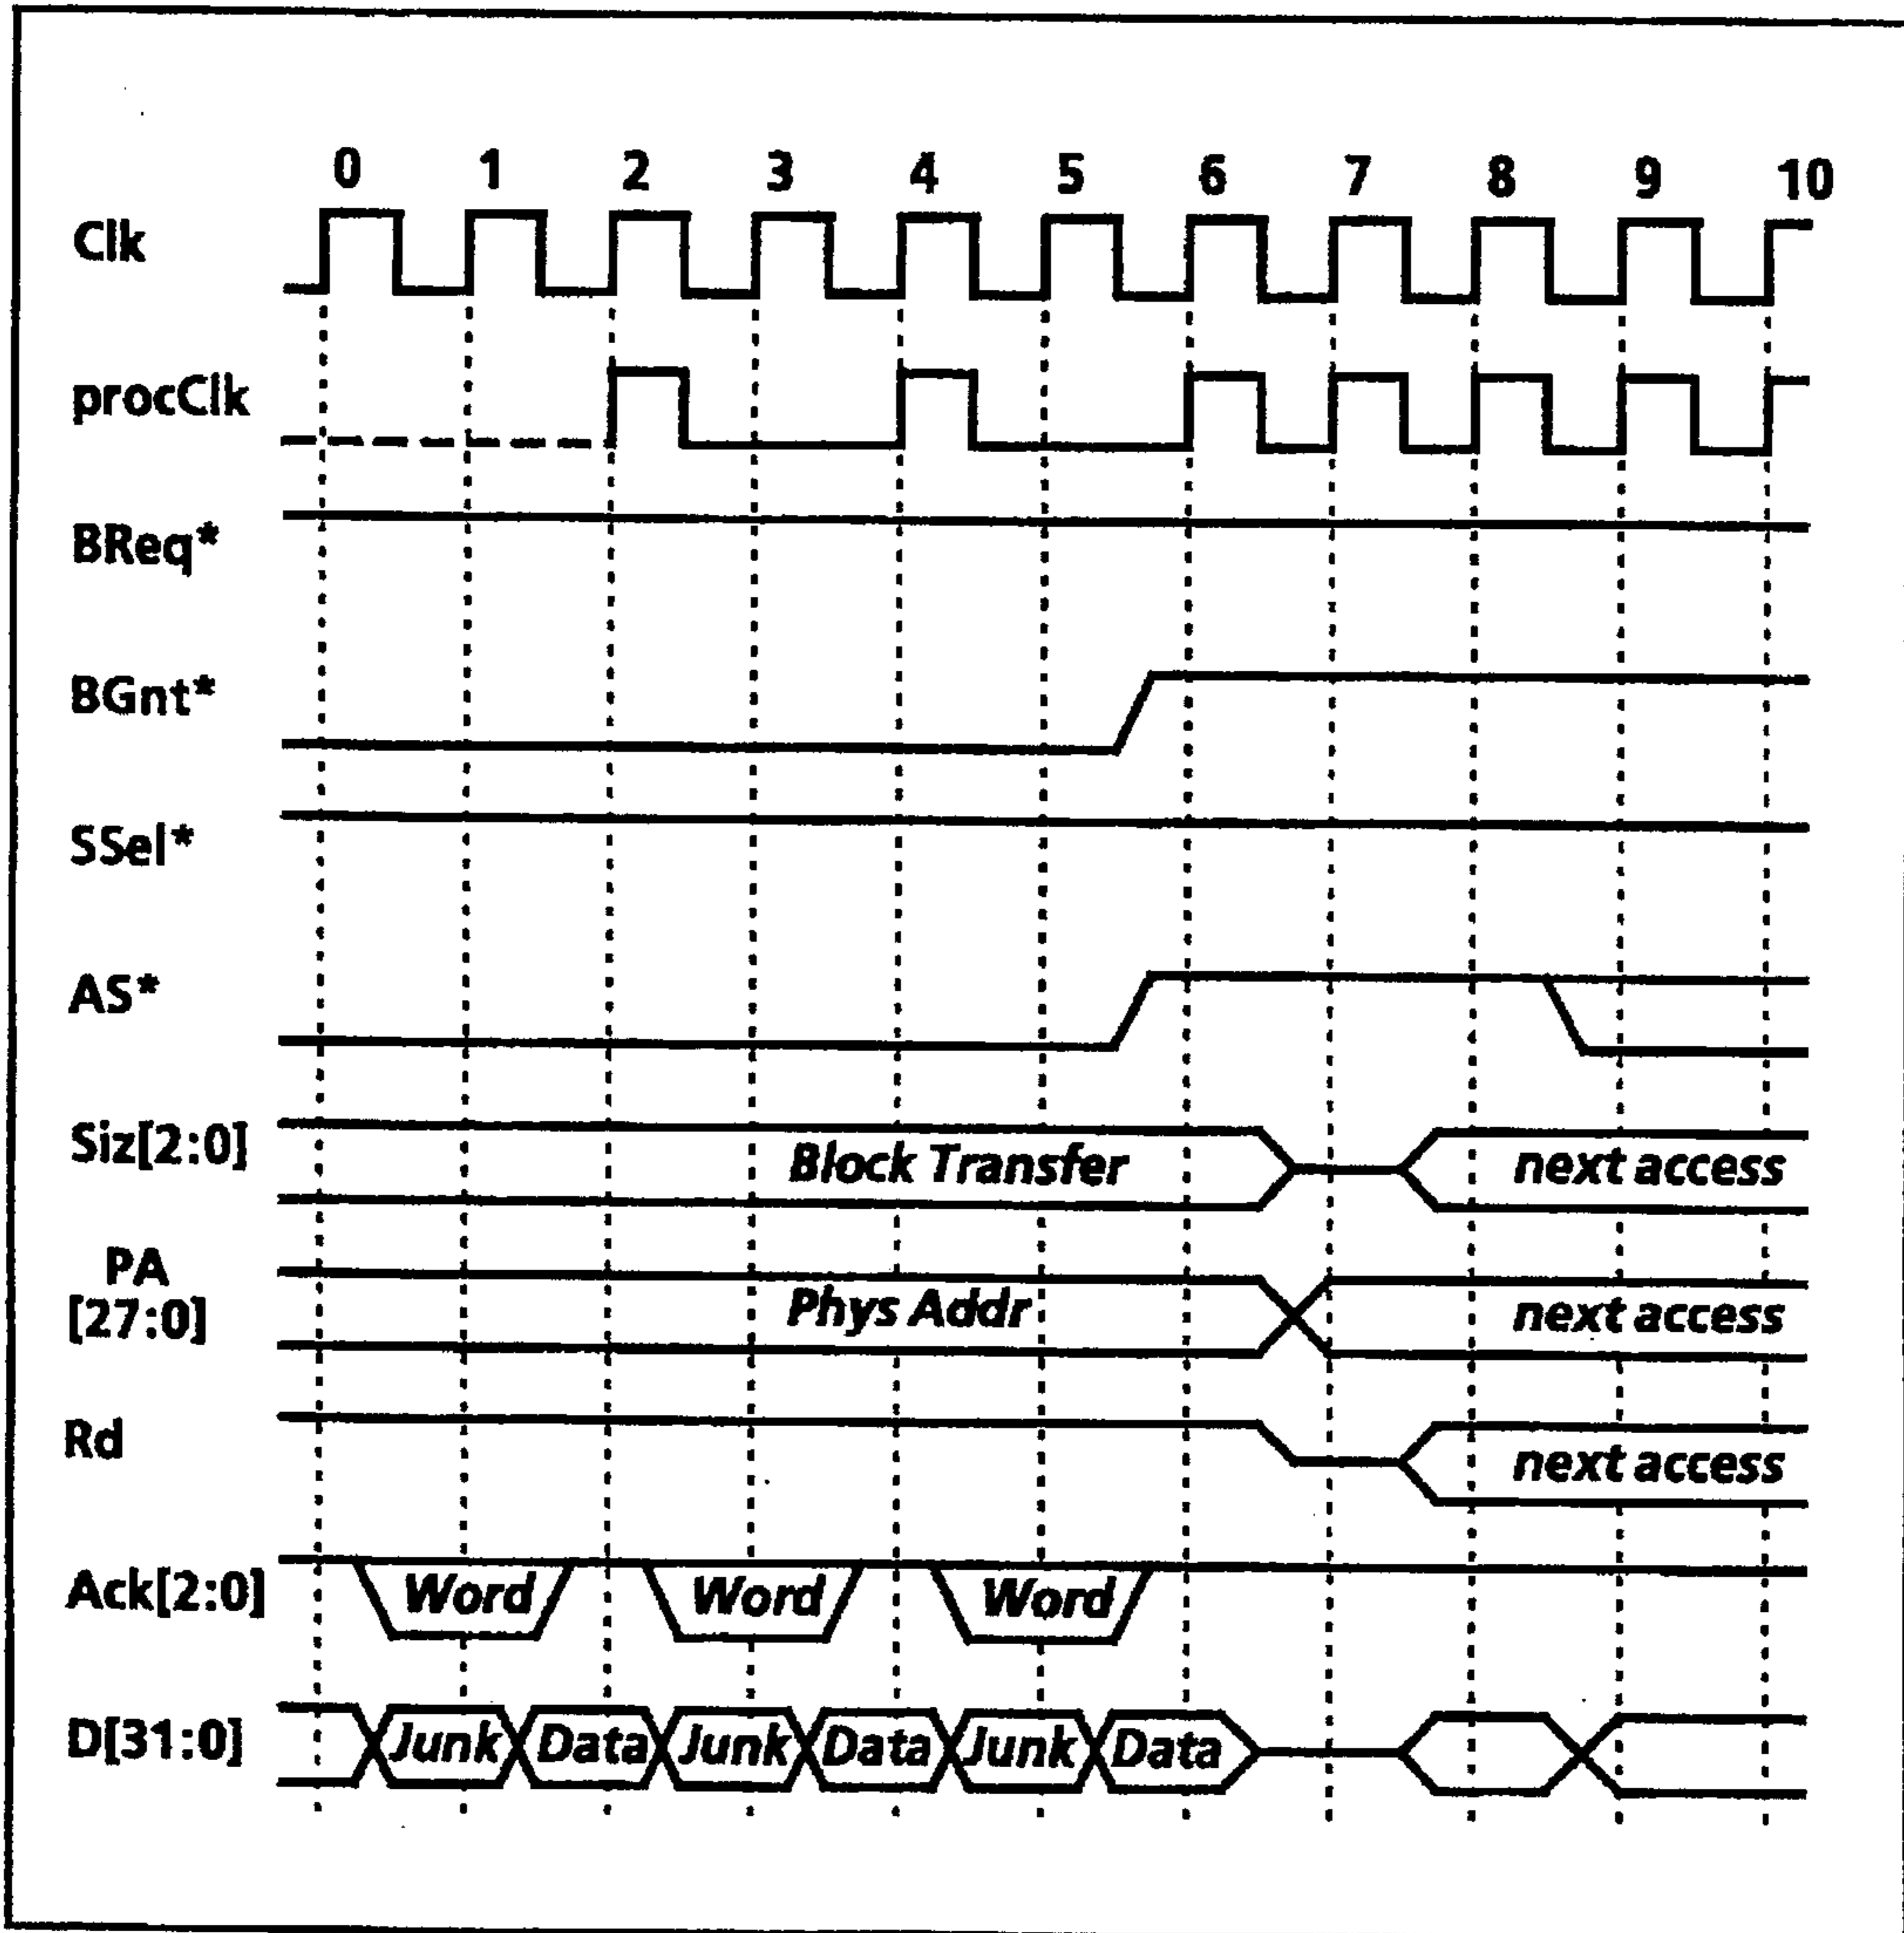 0 1 2 3 4 5 6 7 8 9 10
Clk
procClk
BReq*
BGnt*
SSel*
AS*
Siz[2:0] Block Transfer next access
PA
[27:0] Phys Addr next access
Rd next access
Ack[2:0] Word Word Word
D[31:0] Junk Data Junk Data Junk Data